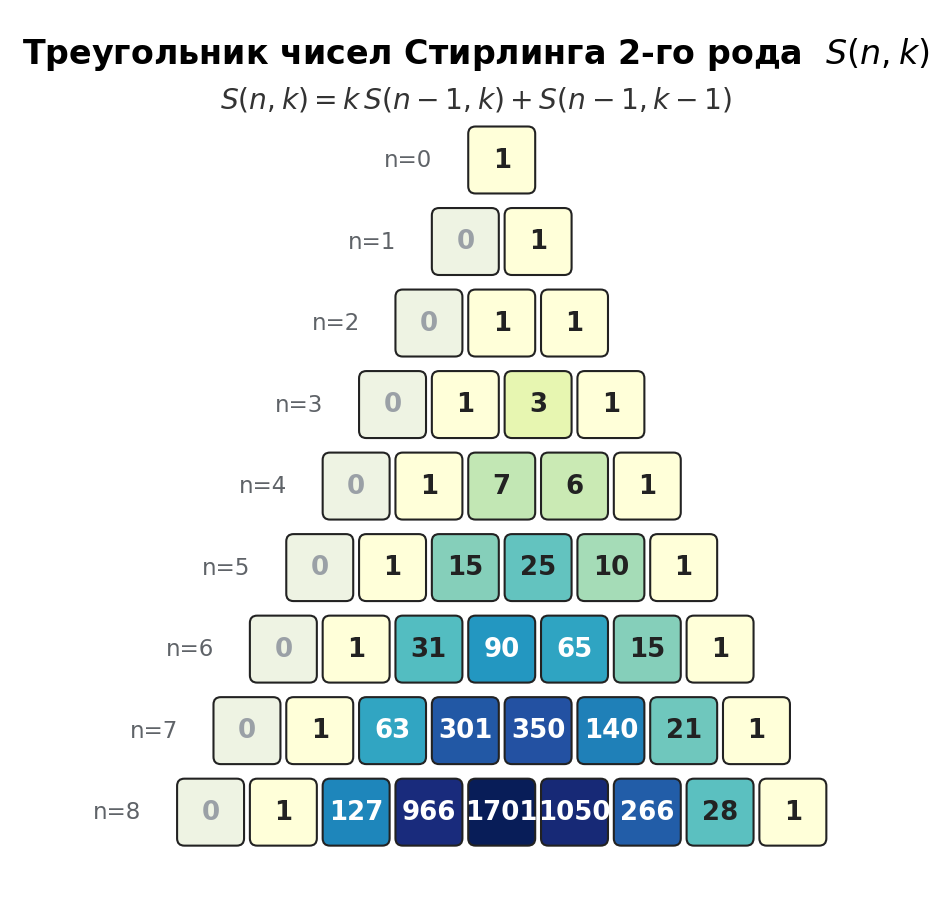 Треугольник чисел Стирлинга 2-го рода S(n, k)
S(n, k) = k S(n − 1, k) + S(n − 1, k − 1)
n=0 1
n=1 0 1
n=2 0 1 1
n=3 0 1 3 1
n=4 0 1 7 6 1
n=5 0 1 15 25 10 1
n=6 0 1 31 90 65 15 1
n=7 0 1 63 301 350 140 21 1
n=8 0 1 127 966 1701 1050 266 28 1